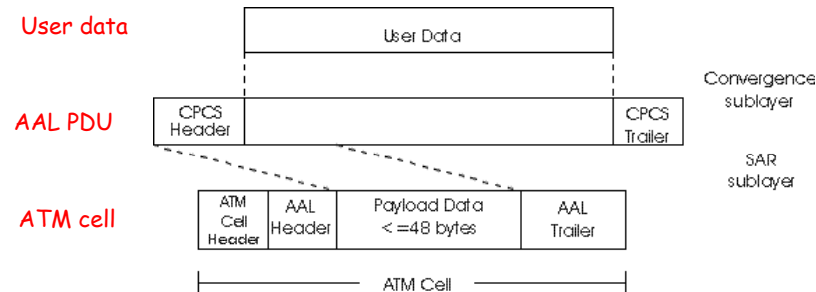 User data
User Data
Convergence
sublayer
AAL PDU
CPCS
Header
CPCS
Trailer
SAR
sublayer
ATM cell
ATM
Cell
Header
AAL
Header
Payload Data
<=48 bytes
AAL
Trailer
ATM Cell